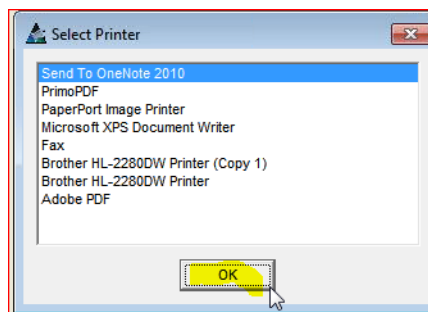 Select Printer
Send To OneNote 2010
PrimoPDF
PaperPort Image Printer
Microsoft XPS Document Writer
Fax
Brother HL-2280DW Printer (Copy 1)
Brother HL-2280DW Printer
Adobe PDF
OK